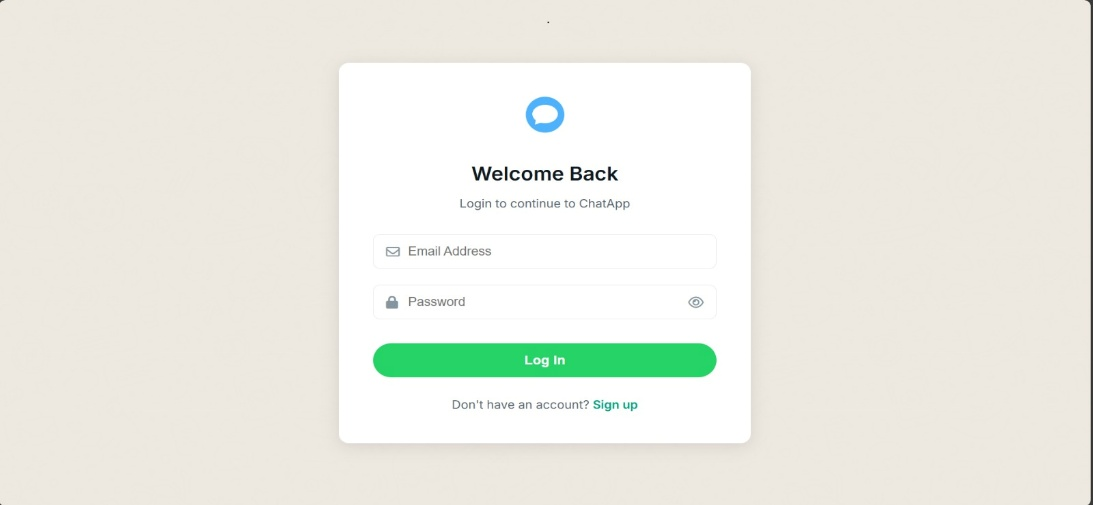 Welcome Back
Login to continue to ChatApp
Email Address
Password
Log In
Don't have an account? Sign up